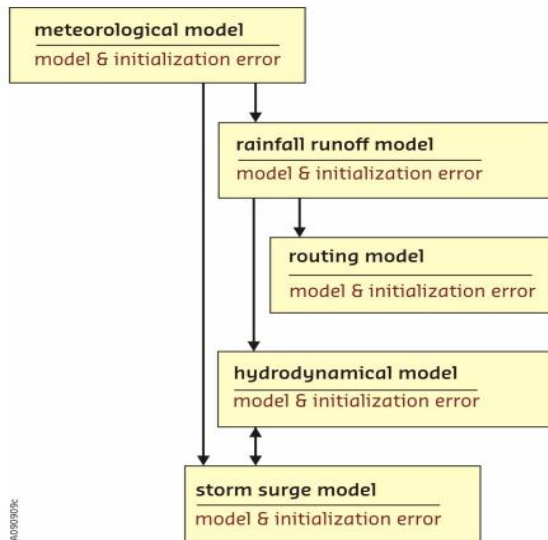 meteorological model
model & initialization error
rainfall runoff model
model & initialization error
routing model
model & initialization error
hydrodynamical model
model & initialization error
storm surge model
model & initialization error
A090909c